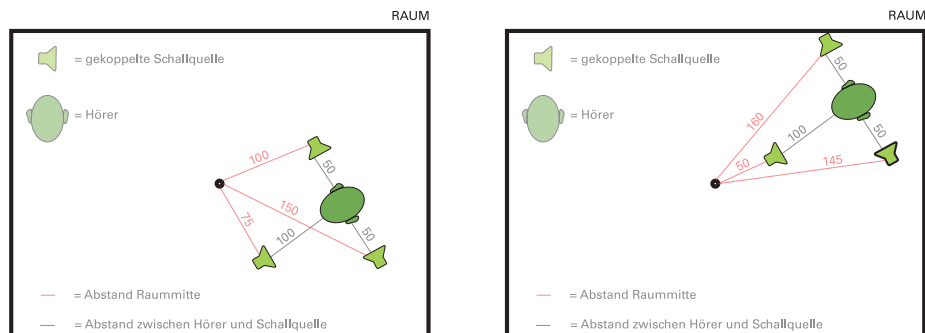 RAUM
= gekoppelte Schallquelle
= Hörer
100
50
150
75
100
50
= Abstand Raummitte
= Abstand zwischen Hörer und Schallquelle
RAUM
= gekoppelte Schallquelle
= Hörer
50
160
100
50
50
145
= Abstand Raummitte
= Abstand zwischen Hörer und Schallquelle